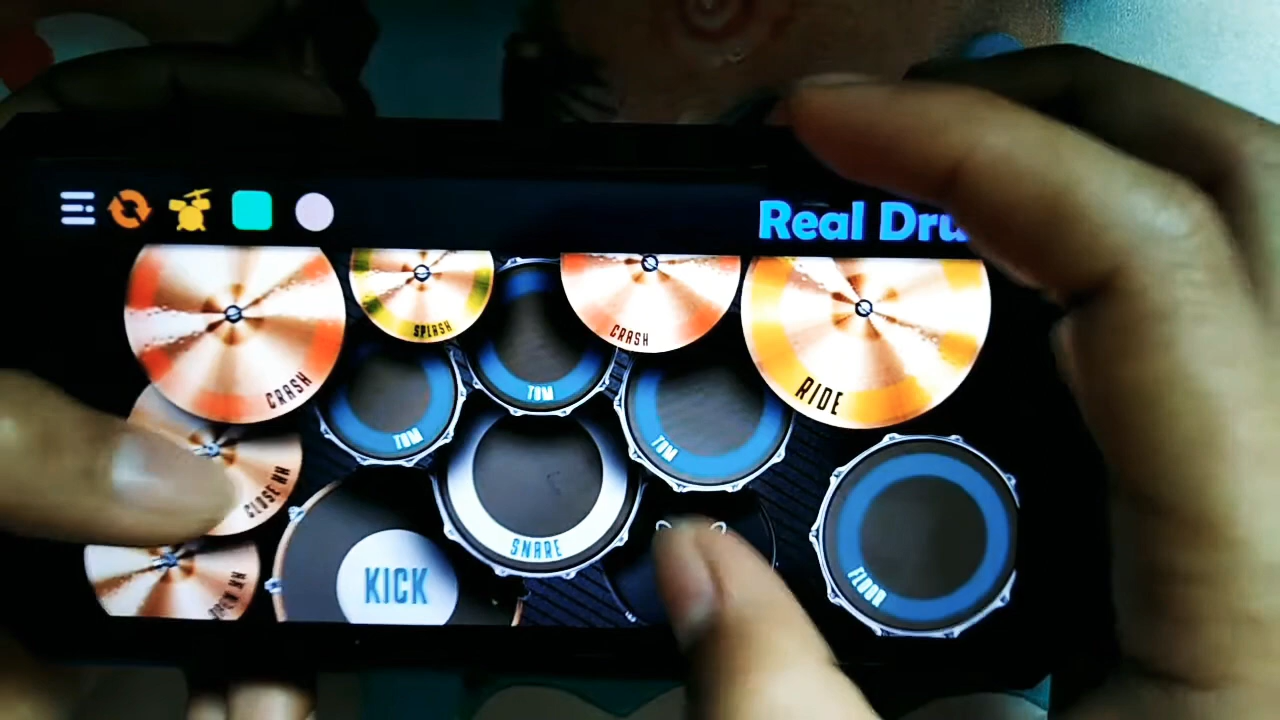 Real Dru
SPLASH
CRASH
CRASH
RIDE
TOM
TOM
TOM
CLOSE HH
SNARE
OPEN HH
KICK
FLOOR